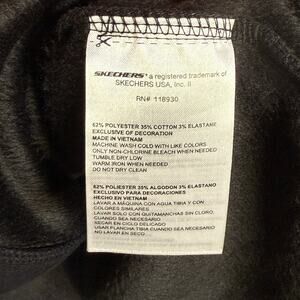 SKECHERS® a registered trademark of
SKECHERS USA, Inc. II
RN# 118930
62% POLYESTER 35% COTTON 3% ELASTANE
EXCLUSIVE OF DECORATION
MADE IN VIETNAM
MACHINE WASH COLD WITH LIKE COLORS
ONLY NON-CHLORINE BLEACH WHEN NEEDED
TUMBLE DRY LOW
WARM IRON WHEN NEEDED
DO NOT DRY CLEAN
62% POLIESTER 35% ALGODON 3% ELASTANO
EXCLUSIVO PARA DECORACIONES
HECHO EN VIETNAM
LAVAR A MAQUINA CON AGUA TIBIA Y CON
COLORES SIMILARES
LAVAR SOLO CON QUITAMANCHAS SIN CLORO,
CUANDO SEA NECESARIO
SECAR EN CICLO DELICADO
USAR PLANCHA TIBIA CUANDO SEA NECESARIO
NO LAVAR EN SECO